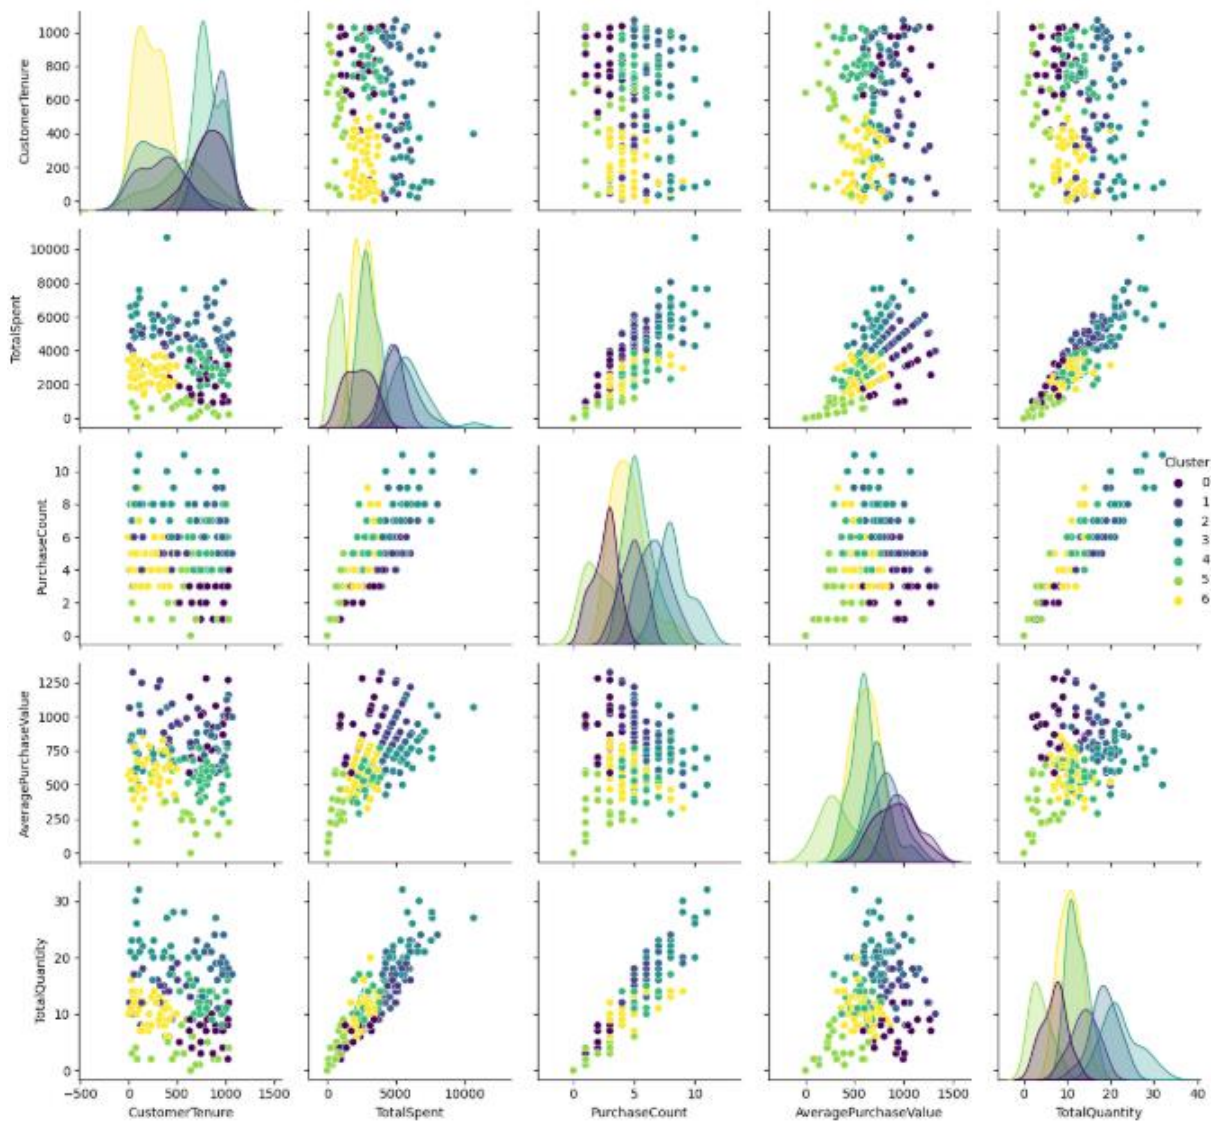 1000
800
600
400
200
0
CustomerTenure
10000
8000
6000
4000
2000
0
TotalSpent
10
8
6
4
2
0
PurchaseCount
Cluster
0
1
2
3
4
5
6
1250
1000
750
500
250
0
AveragePurchaseValue
30
20
10
0
TotalQuantity
−500 0 500 1000 1500
0 5000 10000
0 5 10
0 500 1000 1500
0 10 20 30 40
CustomerTenure
TotalSpent
PurchaseCount
AveragePurchaseValue
TotalQuantity